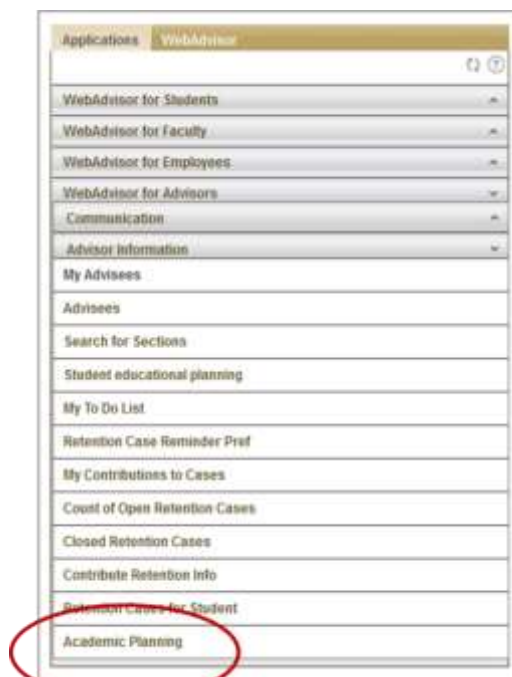 Applications WebAdvisor
WebAdvisor for Students
WebAdvisor for Faculty
WebAdvisor for Employees
WebAdvisor for Advisors
Communication
Advisor Information
My Advisees
Advisees
Search for Sections
Student educational planning
My To Do List
Retention Case Reminder Pref
My Contributions to Cases
Count of Open Retention Cases
Closed Retention Cases
Contribute Retention Info
Retention Cases for Student
Academic Planning